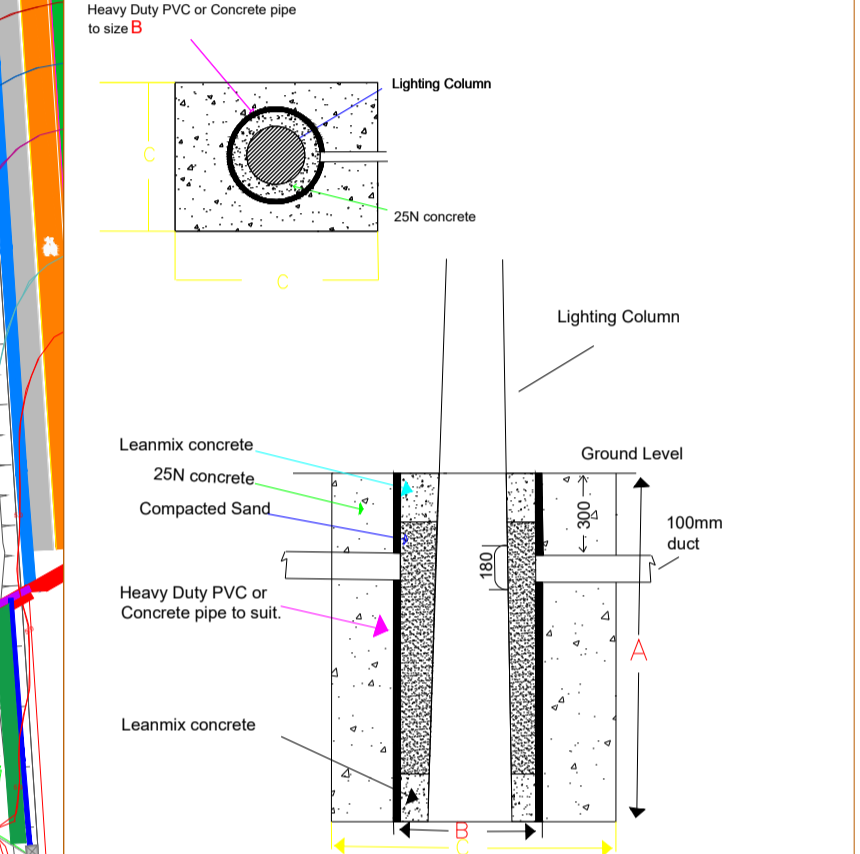 Heavy Duty PVC or Concrete pipe
to size B
Lighting Column
C
25N concrete
C
Lighting Column
Leanmix concrete
Ground Level
25N concrete
Compacted Sand
300
100mm
duct
180
Heavy Duty PVC or
Concrete pipe to suit.
A
Leanmix concrete
B
C